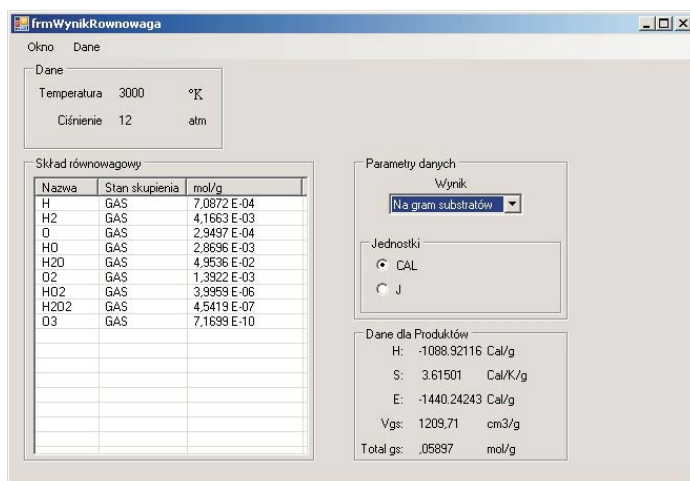 frmWynikRownowaga
Okno Dane
Dane
Temperatura 3000 °K
Ciśnienie 12 atm
Skład równowagowy
Nazwa Stan skupienia mol/g
H GAS 7,0872 E-04
H2 GAS 4,1663 E-03
O GAS 2,9497 E-04
HO GAS 2,8696 E-03
H2O GAS 4,9536 E-02
O2 GAS 1,3922 E-03
HO2 GAS 3,9959 E-06
H2O2 GAS 4,5419 E-07
O3 GAS 7,1699 E-10
Parametry danych
Wynik
Na gram substratów
Jednostki
CAL
J
Dane dla Produktów
H: -1088.92116 Cal/g
S: 3.61501 Cal/K/g
E: -1440.24243 Cal/g
Vgs: 1209,71 cm3/g
Total gs: ,05897 mol/g